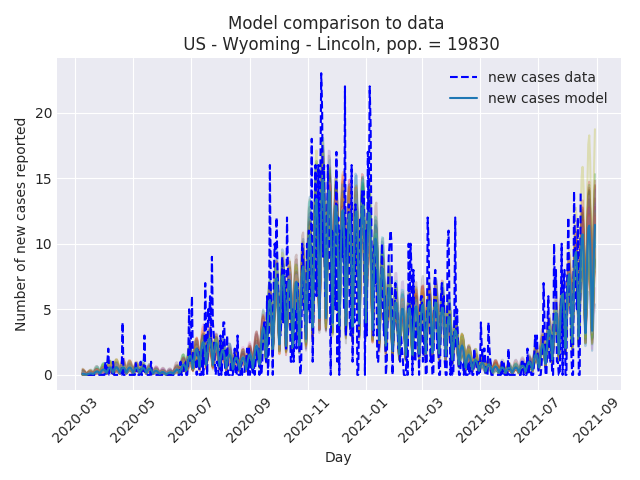 Model comparison to data
US - Wyoming - Lincoln, pop. = 19830
new cases data
new cases model
Number of new cases reported
20
15
10
5
0
2020-03
2020-05
2020-07
2020-09
2020-11
2021-01
2021-03
2021-05
2021-07
2021-09
Day